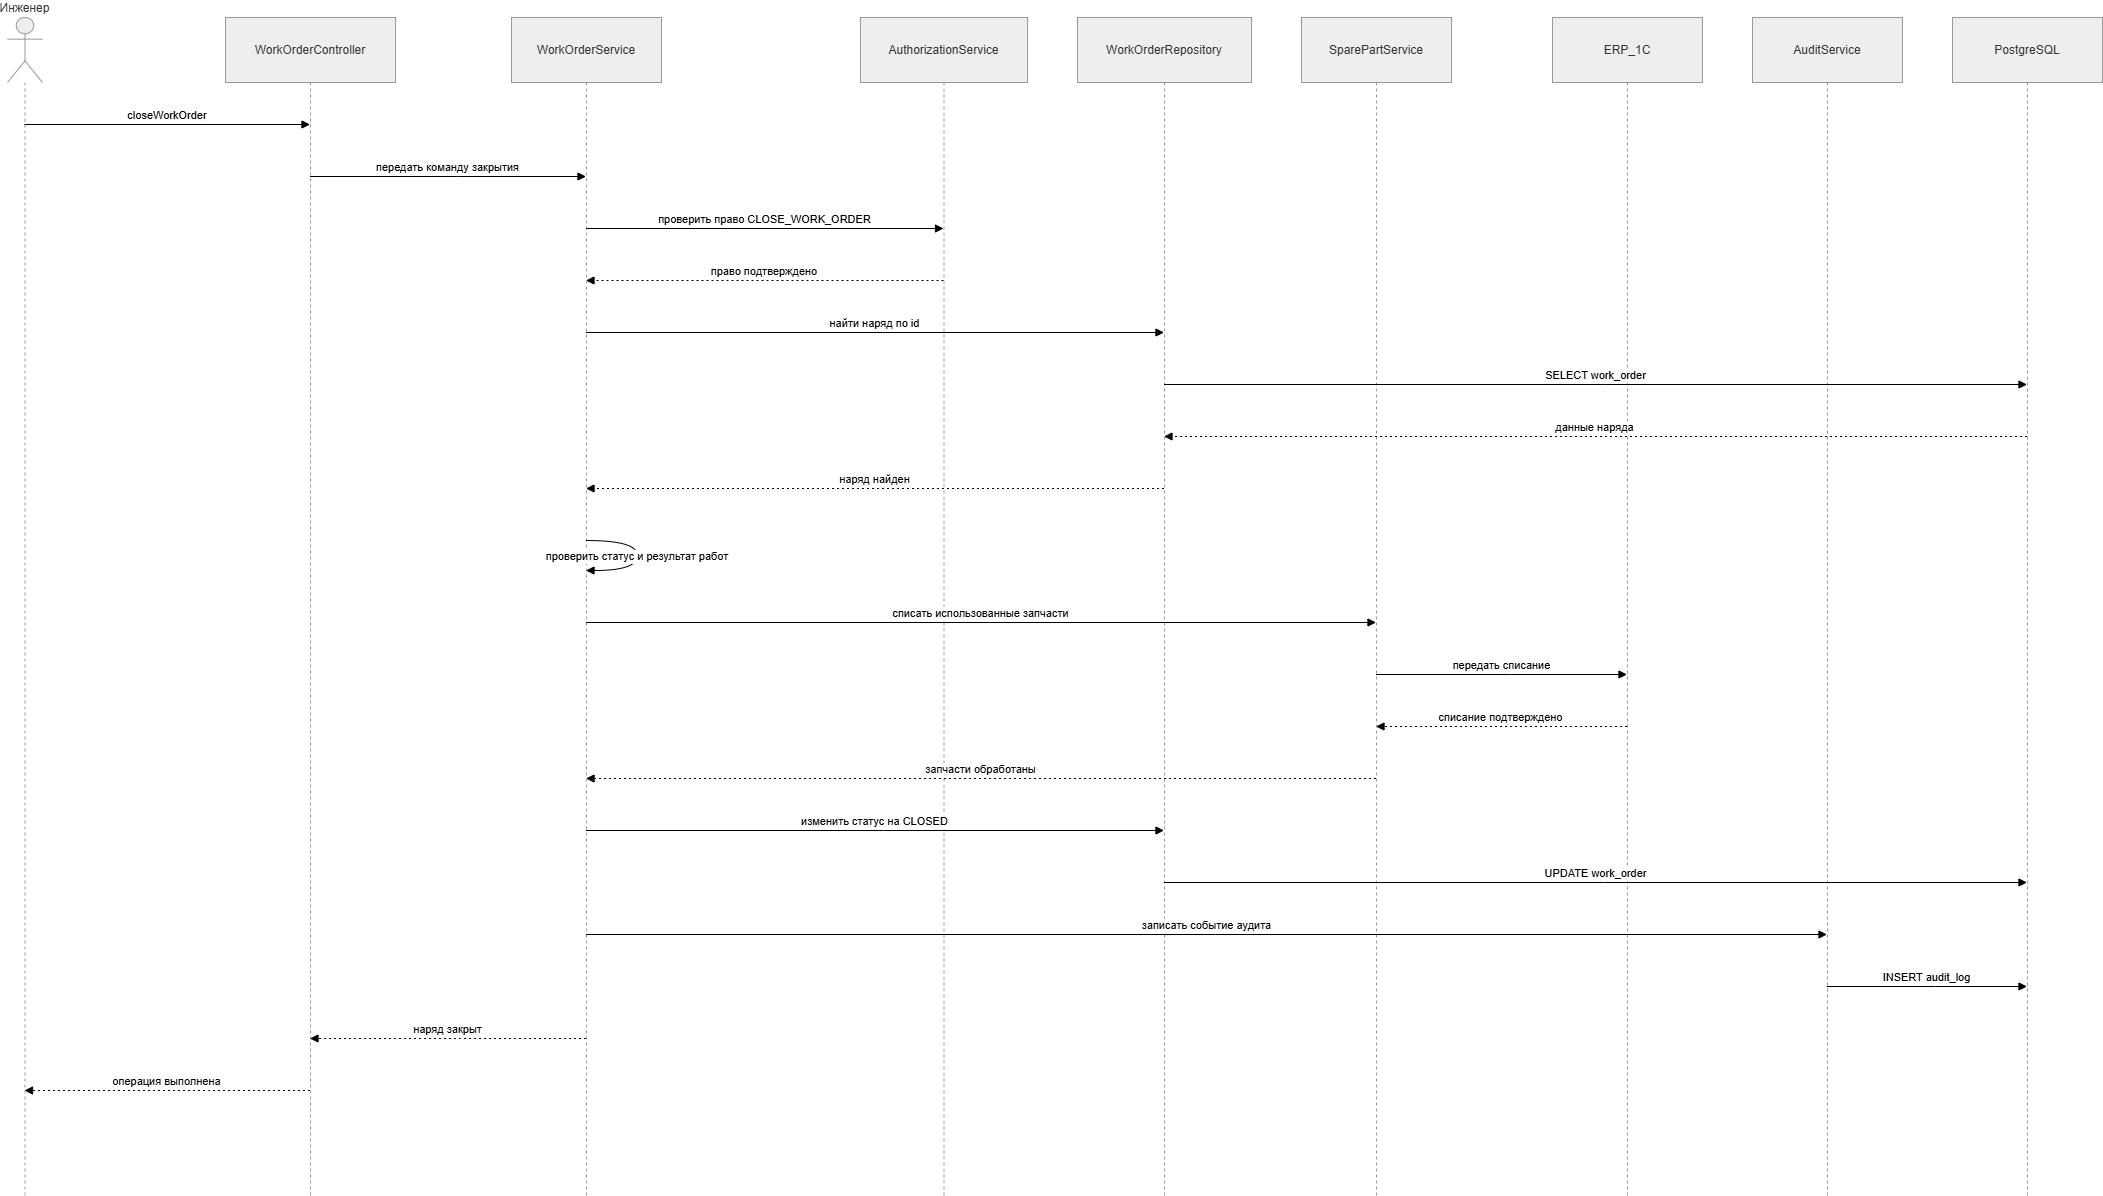 Инженер
WorkOrderController
WorkOrderService
AuthorizationService
WorkOrderRepository
SparePartService
ERP_1C
AuditService
PostgreSQL
closeWorkOrder
передать команду закрытия
проверить право CLOSE_WORK_ORDER
право подтверждено
найти наряд по id
SELECT work_order
данные наряда
наряд найден
проверить статус и результат работ
списать использованные запчасти
передать списание
списание подтверждено
запчасти обработаны
изменить статус на CLOSED
UPDATE work_order
записать событие аудита
INSERT audit_log
наряд закрыт
операция выполнена